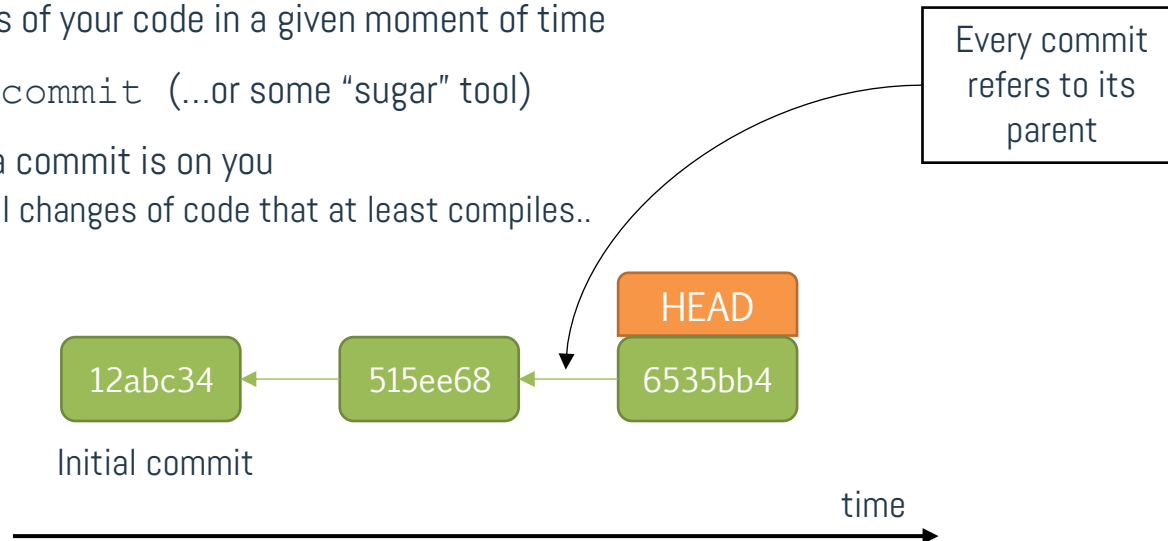 s of your code in a given moment of time
commit (...or some “sugar” tool)
a commit is on you
l changes of code that at least compiles..
Every commit
refers to its
parent
HEAD
12abc34
515ee68
6535bb4
Initial commit
time